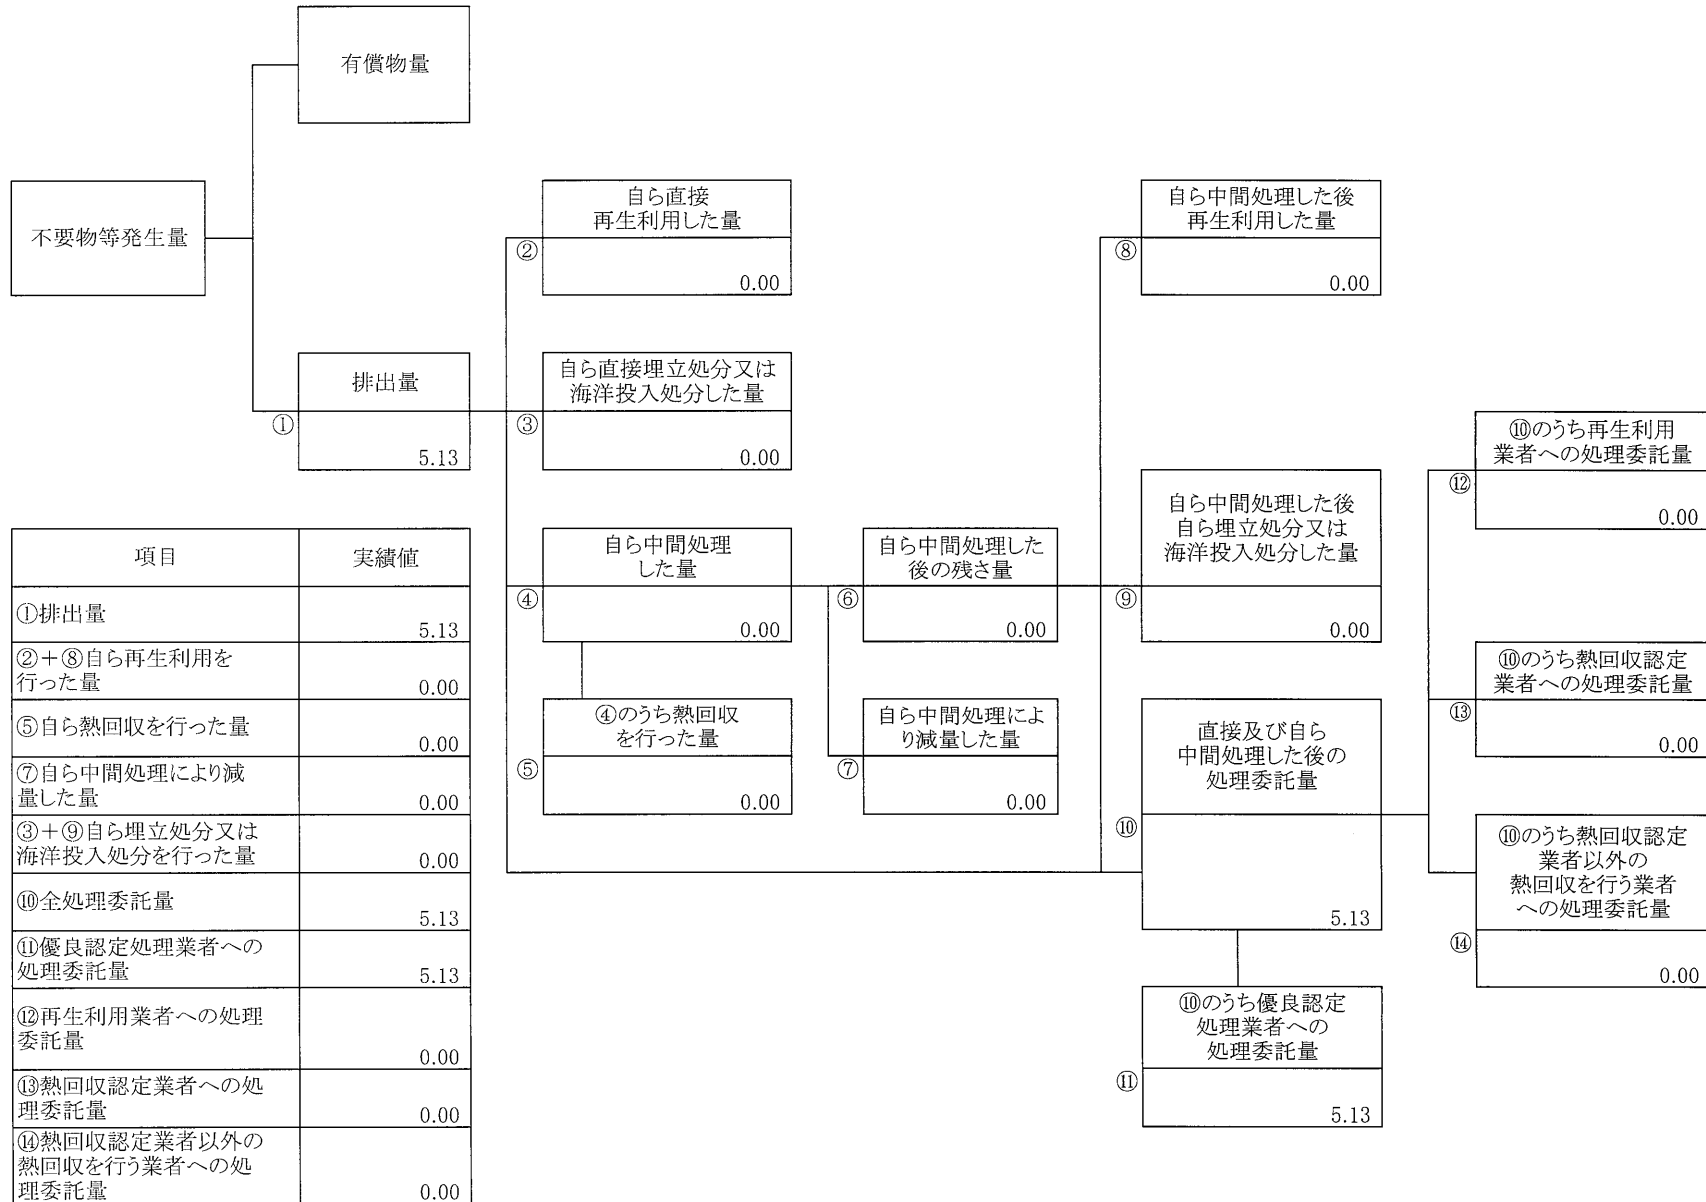 有償物量
不要物等発生量
自ら直接
再生利用した量
②
0.00
自ら中間処理した後
再生利用した量
⑧
0.00
排出量
①
5.13
自ら直接埋立処分又は
海洋投入処分した量
③
0.00
⑩のうち再生利用
業者への処理委託量
⑫
0.00
自ら中間処理
した量
④
0.00
自ら中間処理した
後の残さ量
⑥
0.00
自ら中間処理した後
自ら埋立処分又は
海洋投入処分した量
⑨
0.00
⑩のうち熱回収認定
業者への処理委託量
⑬
0.00
④のうち熱回収
を行った量
⑤
0.00
自ら中間処理によ
り減量した量
⑦
0.00
直接及び自ら
中間処理した後の
処理委託量
⑩
5.13
⑩のうち熱回収認定
業者以外の
熱回収を行う業者
への処理委託量
⑭
0.00
⑩のうち優良認定
処理業者への
処理委託量
⑪
5.13
項目 実績値
①排出量
5.13
②＋⑧自ら再生利用を
行った量 0.00
⑤自ら熱回収を行った量
0.00
⑦自ら中間処理により減
量した量 0.00
③＋⑨自ら埋立処分又は
海洋投入処分を行った量 0.00
⑩全処理委託量
5.13
⑪優良認定処理業者への
処理委託量 5.13
⑫再生利用業者への処理
委託量
0.00
⑬熱回収認定業者への処
理委託量 0.00
⑭熱回収認定業者以外の
熱回収を行う業者への処
理委託量 0.00